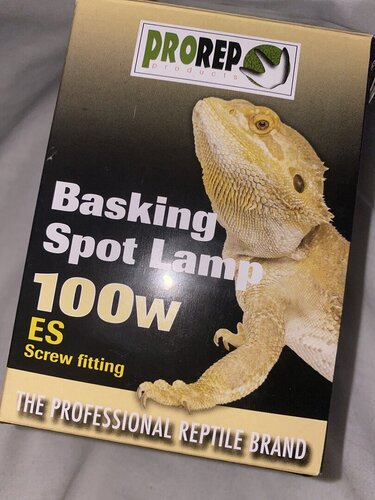 PROREP
products
Basking
Spot Lamp
100w
ES
Screw fitting
THE PROFESSIONAL REPTILE BRAND